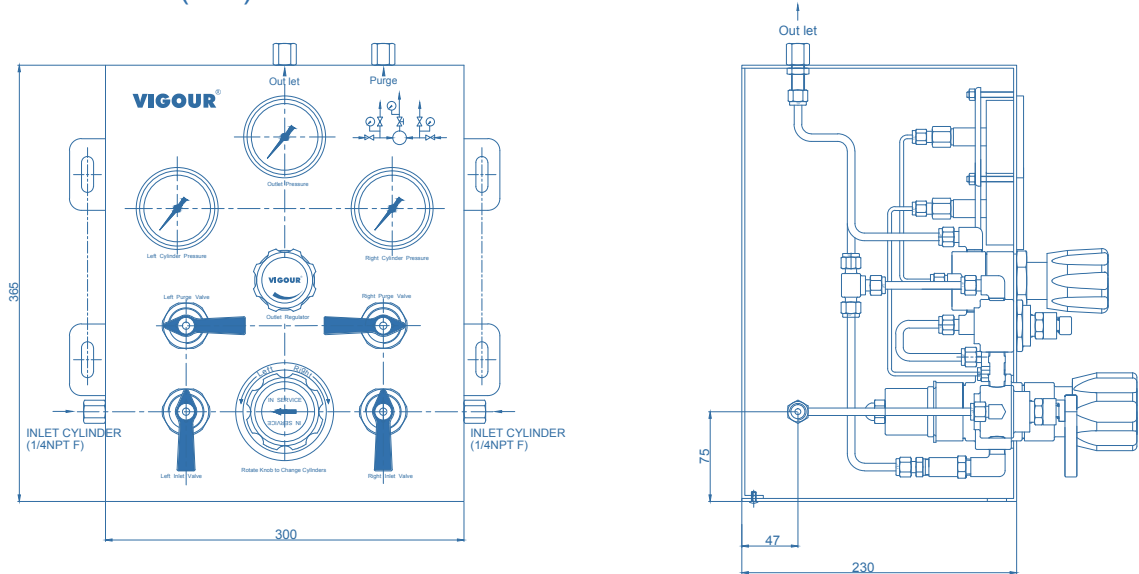 Out let
Purge
VIGOUR®
Outlet Pressure
Left Cylinder Pressure
Right Cylinder Pressure
VIGOUR
Outlet Regulator
Left Purge Valve
Right Purge Valve
Left
Right
IN SERVICE
IN SERVICE
INLET CYLINDER
(1/4NPT F)
INLET CYLINDER
(1/4NPT F)
Left Inlet Valve
Rotate Knob to Change Cylinders
Right Inlet Valve
365
300
Out let
75
47
230